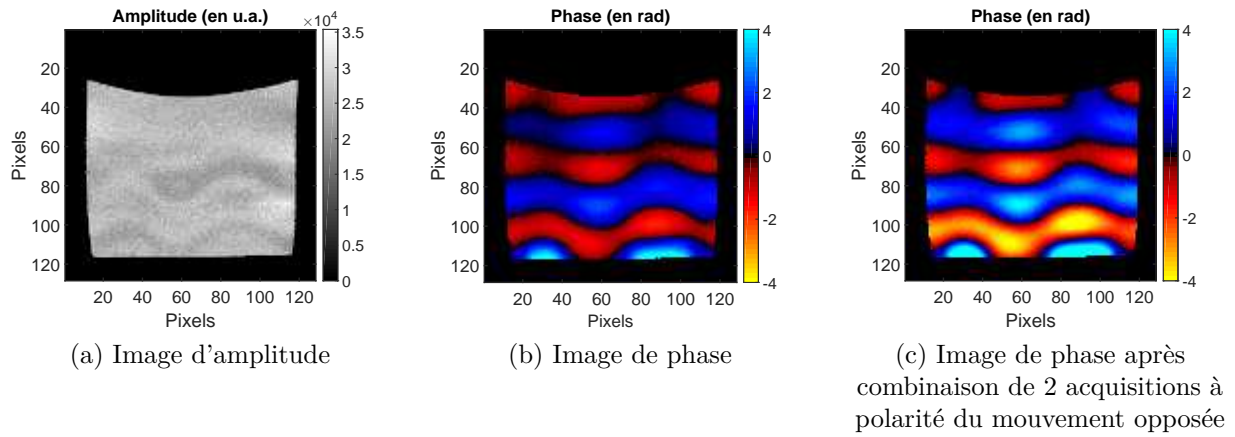 Amplitude (en u.a.)
×10⁴
3.5
3
2.5
2
1.5
1
0.5
0
20
40
60
80
100
120
20 40 60 80 100 120
Pixels
Pixels
(a) Image d'amplitude
Phase (en rad)
4
2
0
-2
-4
20
40
60
80
100
120
20 40 60 80 100 120
Pixels
Pixels
(b) Image de phase
Phase (en rad)
4
2
0
-2
-4
20
40
60
80
100
120
20 40 60 80 100 120
Pixels
Pixels
(c) Image de phase après
combinaison de 2 acquisitions à
polarité du mouvement opposée